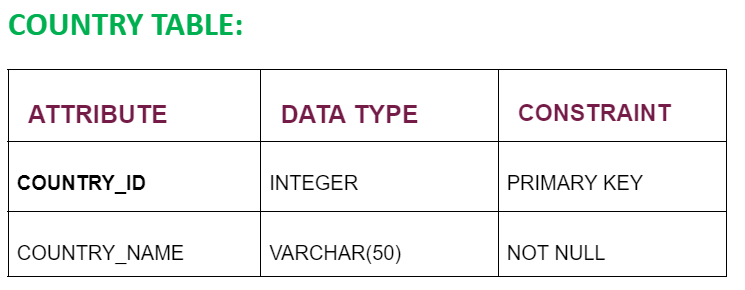 COUNTRY TABLE:
ATTRIBUTE DATA TYPE CONSTRAINT
COUNTRY_ID INTEGER PRIMARY KEY
COUNTRY_NAME VARCHAR(50) NOT NULL